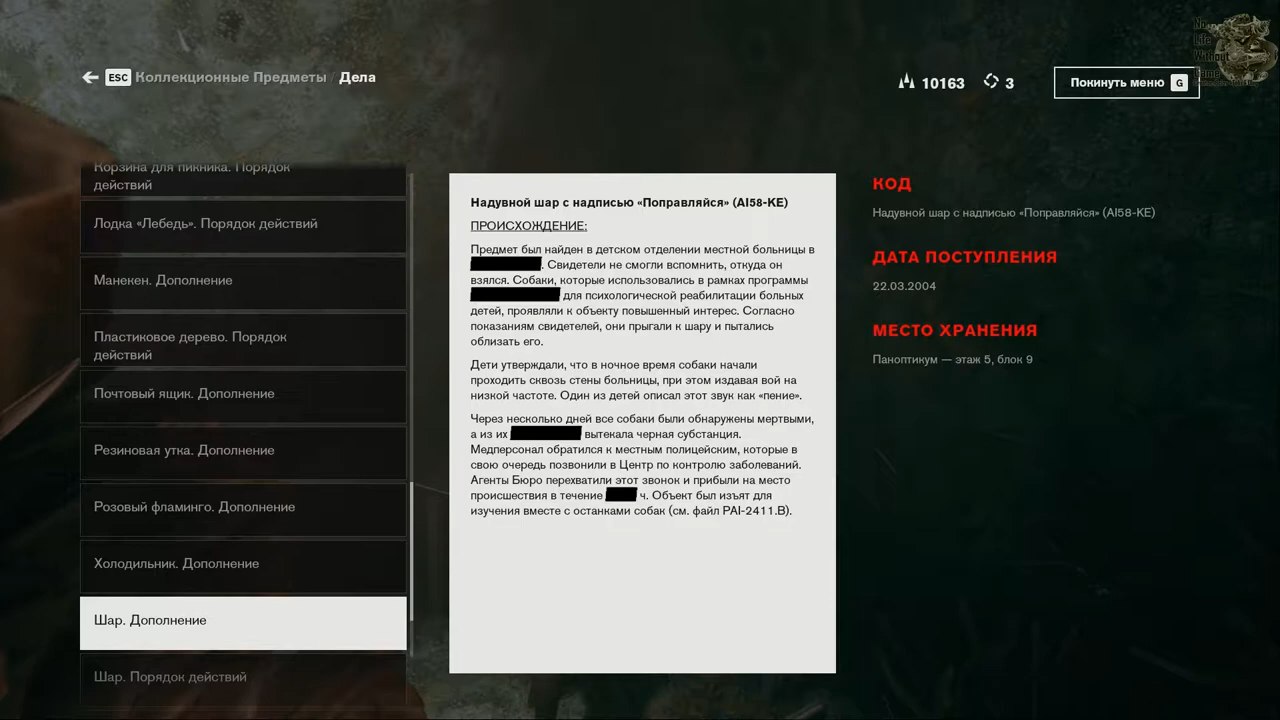 ESC Коллекционные Предметы / Дела
10163
3
Покинуть меню G
Корзина для пикника. Порядок
действий
Лодка «Лебедь». Порядок действий
Манекен. Дополнение
Пластиковое дерево. Порядок
действий
Почтовый ящик. Дополнение
Резиновая утка. Дополнение
Розовый фламинго. Дополнение
Холодильник. Дополнение
Шар. Дополнение
Шар. Порядок действий
Надувной шар с надписью «Поправляйся» (AI58-KE)
ПРОИСХОЖДЕНИЕ:
Предмет был найден в детском отделении местной больницы в
. Свидетели не смогли вспомнить, откуда он
взялся. Собаки, которые использовались в рамках программы
для психологической реабилитации больных
детей, проявляли к объекту повышенный интерес. Согласно
показаниям свидетелей, они прыгали к шару и пытались
облизать его.
Дети утверждали, что в ночное время собаки начали
проходить сквозь стены больницы, при этом издавая вой на
низкой частоте. Один из детей описал этот звук как «пение».
Через несколько дней все собаки были обнаружены мертвыми,
а из их вытекала черная субстанция.
Медперсонал обратился к местным полицейским, которые в
свою очередь позвонили в Центр по контролю заболеваний.
Агенты Бюро перехватили этот звонок и прибыли на место
происшествия в течение ч. Объект был изъят для
изучения вместе с останками собак (см. файл PAI-2411.B).
КОД
Надувной шар с надписью «Поправляйся» (AI58-KE)
ДАТА ПОСТУПЛЕНИЯ
22.03.2004
МЕСТО ХРАНЕНИЯ
Паноптикум — этаж 5, блок 9